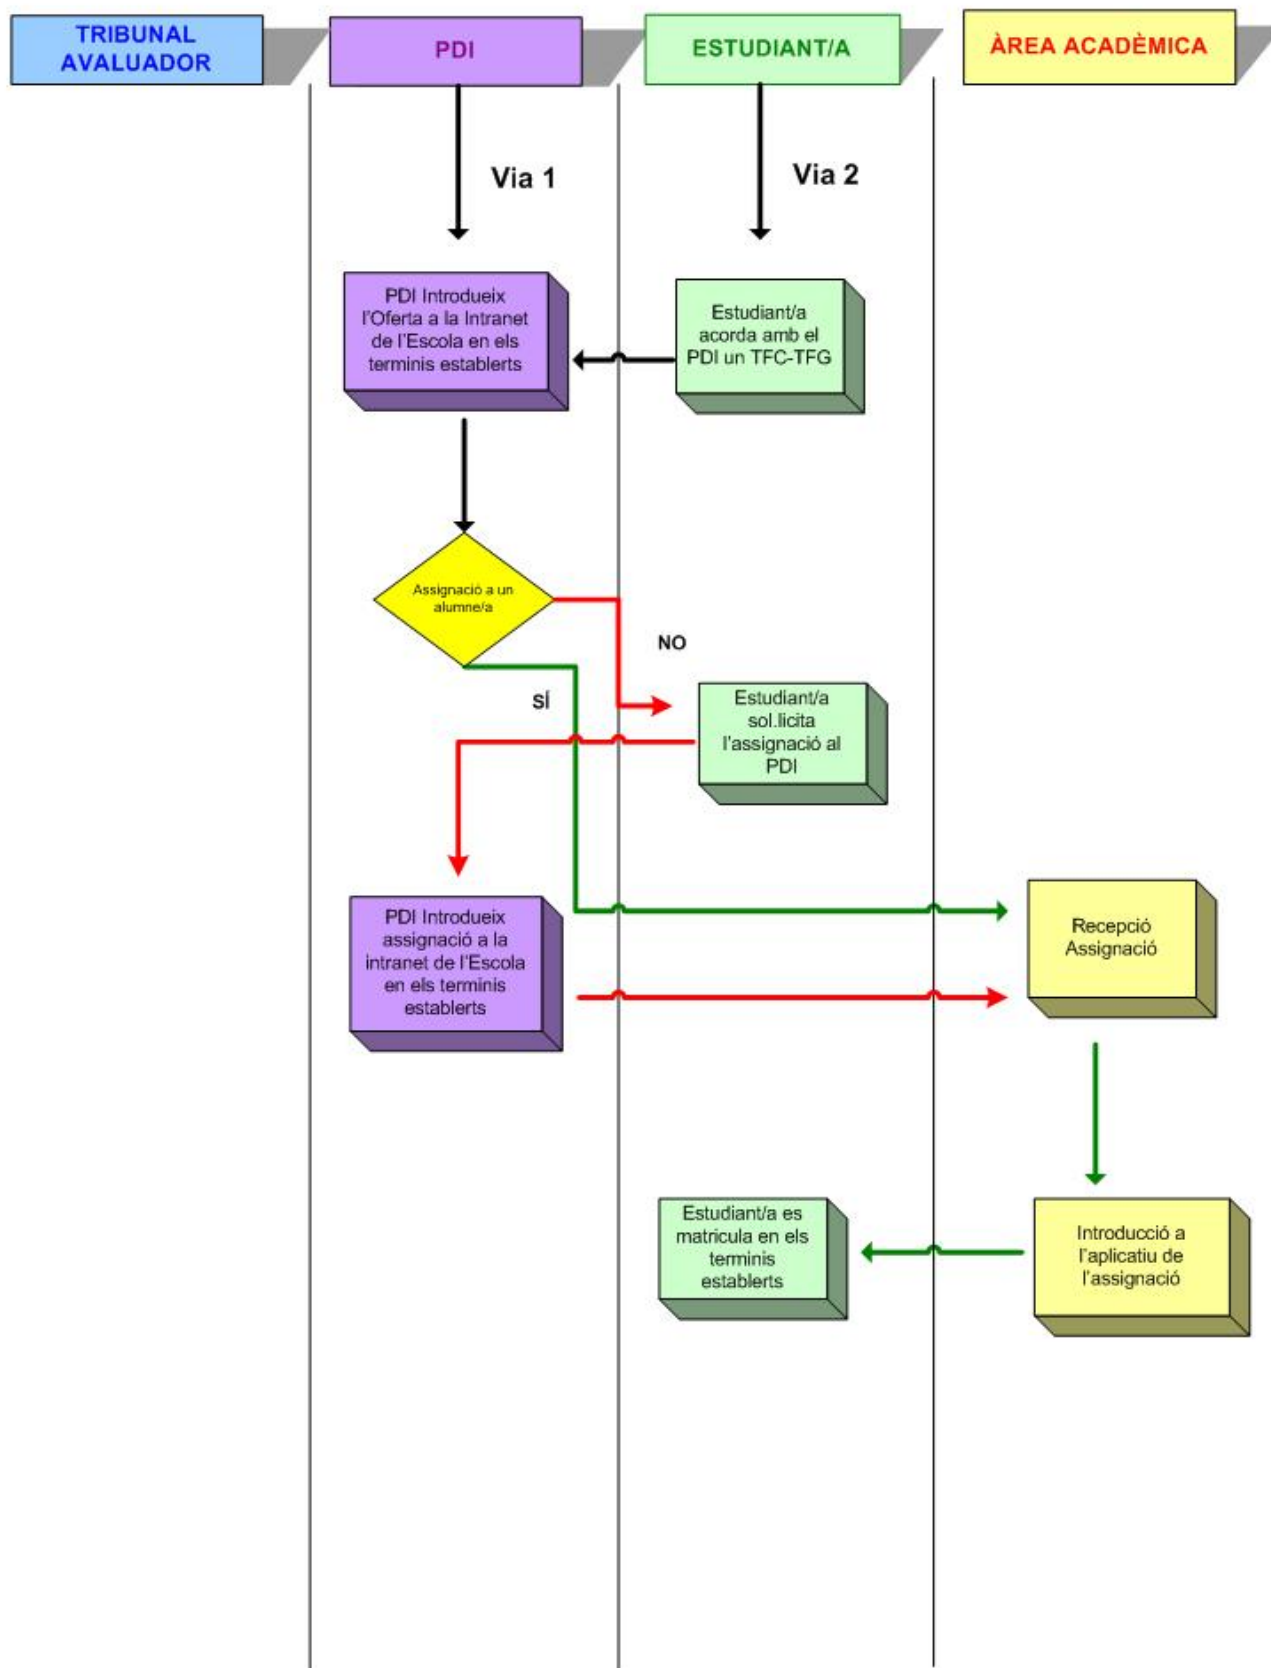 TRIBUNAL
AVALUADOR
PDI
ESTUDIANT/A
ÀREA ACADÈMICA
Via 1
Via 2
PDI Introdueix
l'Oferta a la Intranet
de l'Escola en els
terminis establerts
Estudiant/a
acorda amb el
PDI un TFC-TFG
Assignació a un
alumne/a
NO
SÍ
Estudiant/a
sol.licita
l'assignació al
PDI
PDI Introdueix
assignació a la
intranet de l'Escola
en els terminis
establerts
Recepció
Assignació
Estudiant/a es
matricula en els
terminis
establerts
Introducció a
l'aplicatiu de
l'assignació